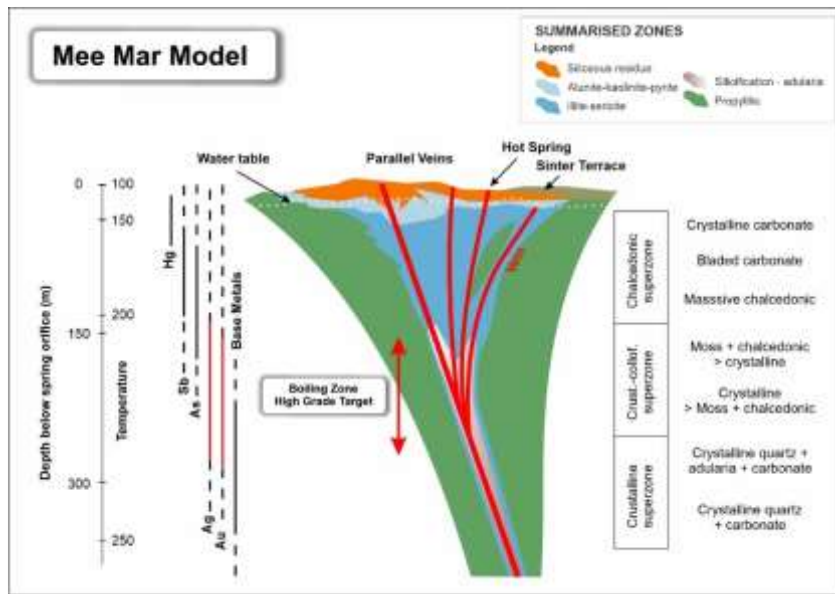 Mee Mar Model
SUMMARISED ZONES
Legend
Siliceous residue
Alunite-kaolinite-pyrite
Illite-sericite
Silicification - adularia
Propylitic
Water table
Parallel Veins
Hot Spring
Sinter Terrace
Depth below spring orifice (m)
0
150
300
Temperature
100
150
200
250
Hg
Sb
As
Ag
Au
Base Metals
Boiling Zone
High Grade Target
Chalcedonic
superzone
Crust.-collof.
superzone
Crustalline
superzone
Crystalline carbonate
Bladed carbonate
Masssive chalcedonic
Moss + chalcedonic
> crystalline
Crystalline
> Moss + chalcedonic
Crystalline quartz +
adularia + carbonate
Crystalline quartz
+ carbonate